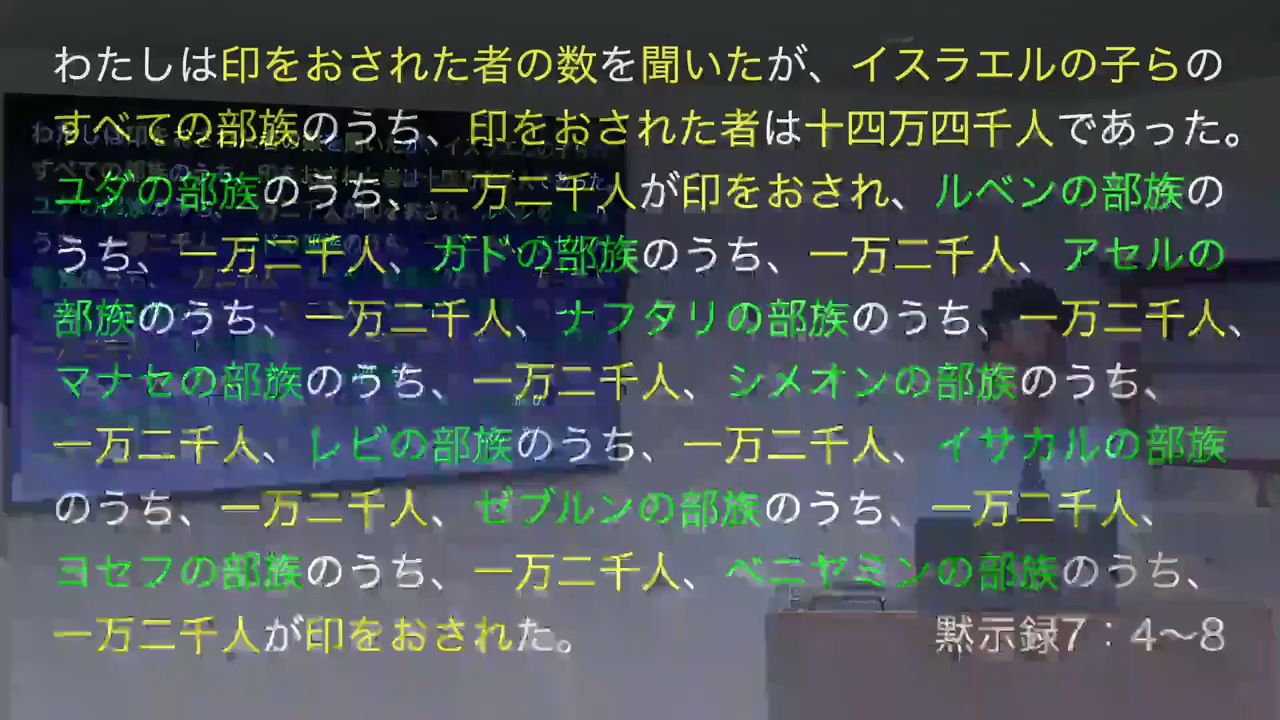 わたしは印をおされた者の数を聞いたが、イスラエルの子らの
すべての部族のうち、印をおされた者は十四万四千人であった。
ユダの部族のうち、一万二千人が印をおされ、ルベンの部族の
うち、一万二千人、ガドの部族のうち、一万二千人、アセルの
部族のうち、一万二千人、ナフタリの部族のうち、一万二千人、
マナセの部族のうち、一万二千人、シメオンの部族のうち、
一万二千人、レビの部族のうち、一万二千人、イサカルの部族
のうち、一万二千人、ゼブルンの部族のうち、一万二千人、
ヨセフの部族のうち、一万二千人、ベニヤミンの部族のうち、
一万二千人が印をおされた。 黙示録7：4～8